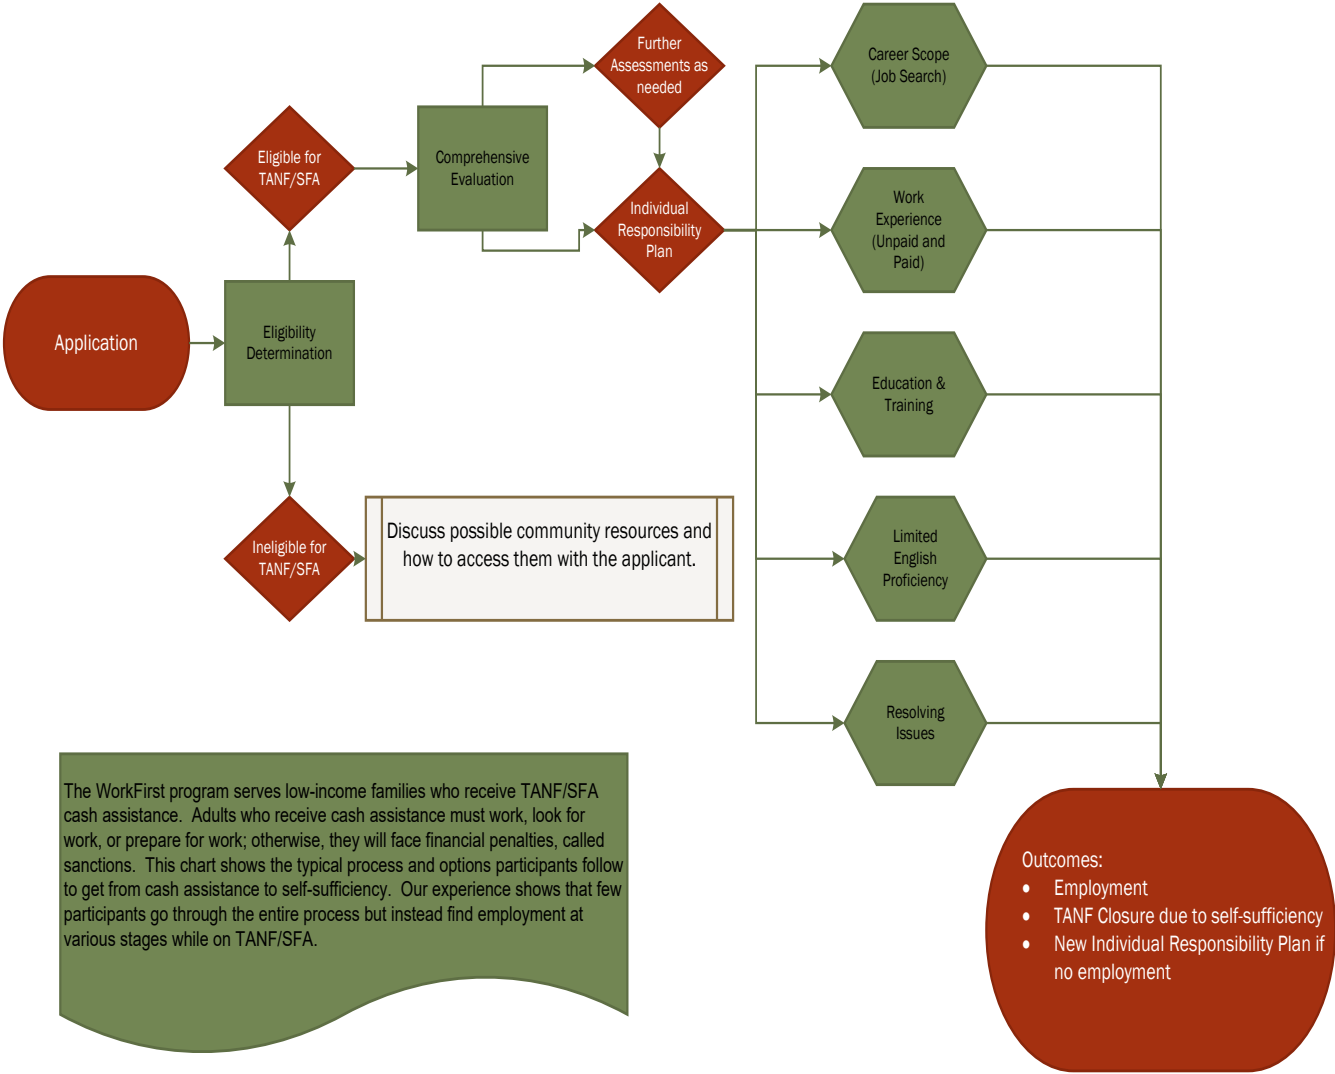 Application
Eligibility
Determination
Eligible for
TANF/SFA
Ineligible for
TANF/SFA
Discuss possible community resources and
how to access them with the applicant.
Comprehensive
Evaluation
Further
Assessments as
needed
Individual
Responsibility
Plan
Career Scope
(Job Search)
Work
Experience
(Unpaid and
Paid)
Education &
Training
Limited
English
Proficiency
Resolving
Issues
Outcomes:
• Employment
• TANF Closure due to self-sufficiency
• New Individual Responsibility Plan if
no employment
The WorkFirst program serves low-income families who receive TANF/SFA
cash assistance.  Adults who receive cash assistance must work, look for
work, or prepare for work; otherwise, they will face financial penalties, called
sanctions.  This chart shows the typical process and options participants follow
to get from cash assistance to self-sufficiency.  Our experience shows that few
participants go through the entire process but instead find employment at
various stages while on TANF/SFA.